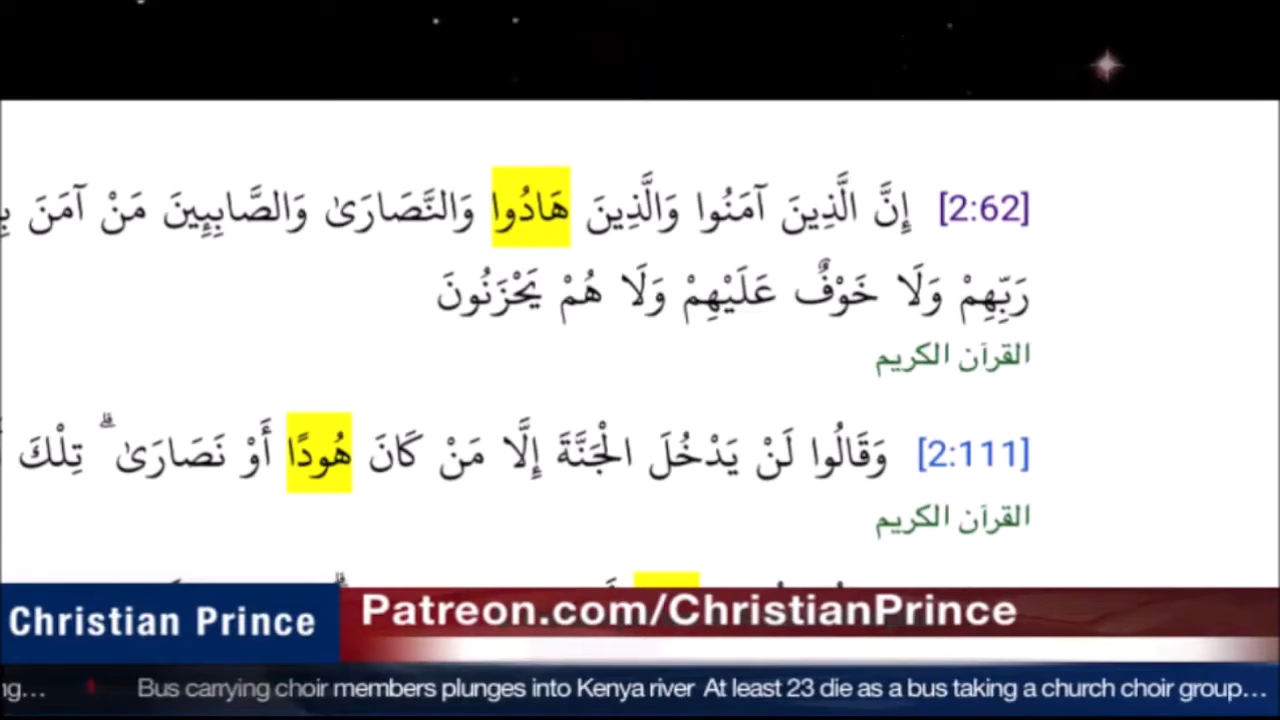 [2:62] إِنَّ الَّذِينَ آمَنُوا وَالَّذِينَ هَادُوا وَالنَّصَارَىٰ وَالصَّابِئِينَ مَنْ آمَنَ
رَبِّهِمْ وَلَا خَوْفٌ عَلَيْهِمْ وَلَا هُمْ يَحْزَنُونَ
القرآن الكريم
[2:111] وَقَالُوا لَنْ يَدْخُلَ الْجَنَّةَ إِلَّا مَنْ كَانَ هُودًا أَوْ نَصَارَىٰ ۗ تِلْكَ
القرآن الكريم
Christian Prince
Patreon.com/ChristianPrince
ng... Bus carrying choir members plunges into Kenya river At least 23 die as a bus taking a church choir group...